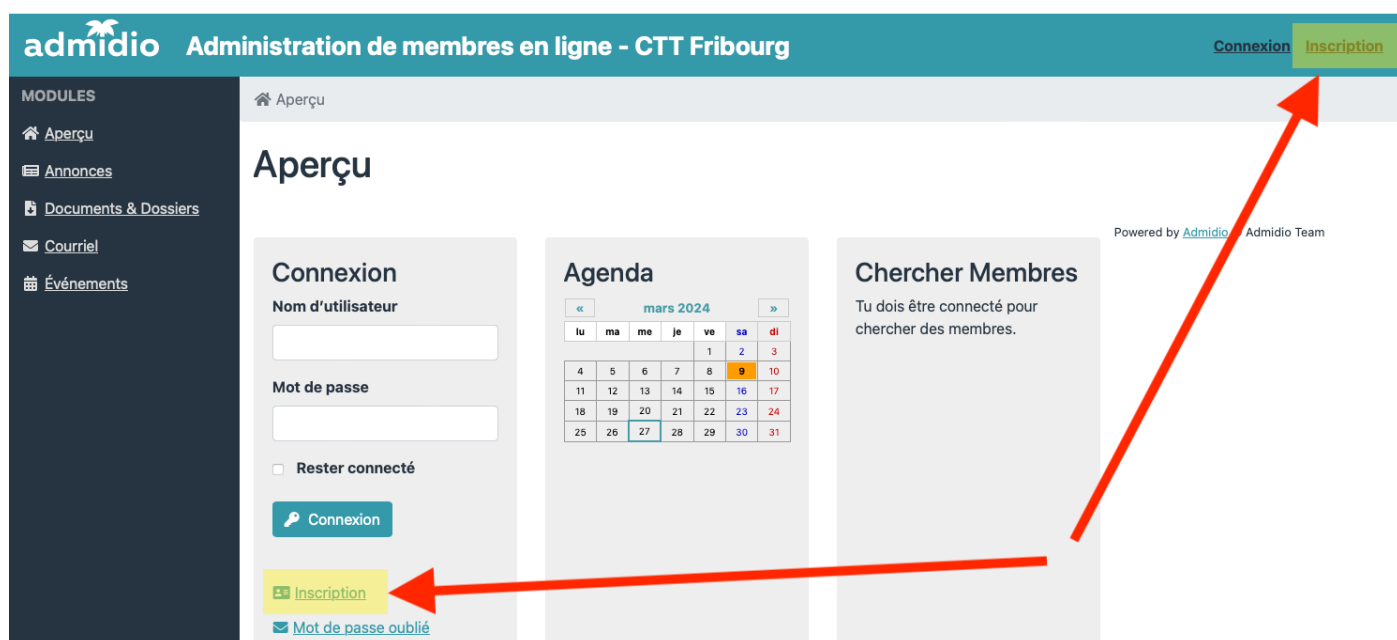 admidio Administration de membres en ligne - CTT Fribourg
Connexion Inscription
MODULES
Aperçu
Annonces
Documents & Dossiers
Courriel
Événements
Aperçu
Aperçu
Connexion
Nom d'utilisateur
Mot de passe
Rester connecté
Connexion
Inscription
Mot de passe oublié
Agenda
« mars 2024 »
lu ma me je ve sa di
1 2 3
4 5 6 7 8 9 10
11 12 13 14 15 16 17
18 19 20 21 22 23 24
25 26 27 28 29 30 31
Chercher Membres
Tu dois être connecté pour
chercher des membres.
Powered by Admidio Admidio Team